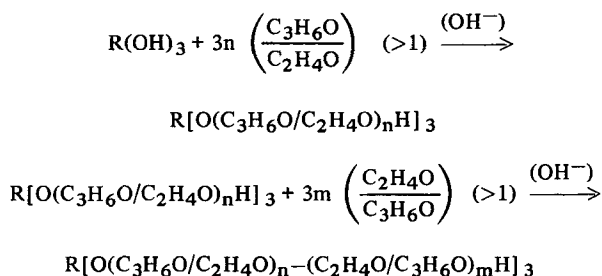 R(OH)₃ + 3n (C₃H₆O/C₂H₄O) (>1) (OH⁻) →
R[O(C₃H₆O/C₂H₄O)ₙH]₃
R[O(C₃H₆O/C₂H₄O)ₙH]₃ + 3m (C₂H₄O/C₃H₆O) (>1) (OH⁻) →
R[O(C₃H₆O/C₂H₄O)ₙ–(C₂H₄O/C₃H₆O)ₘH]₃